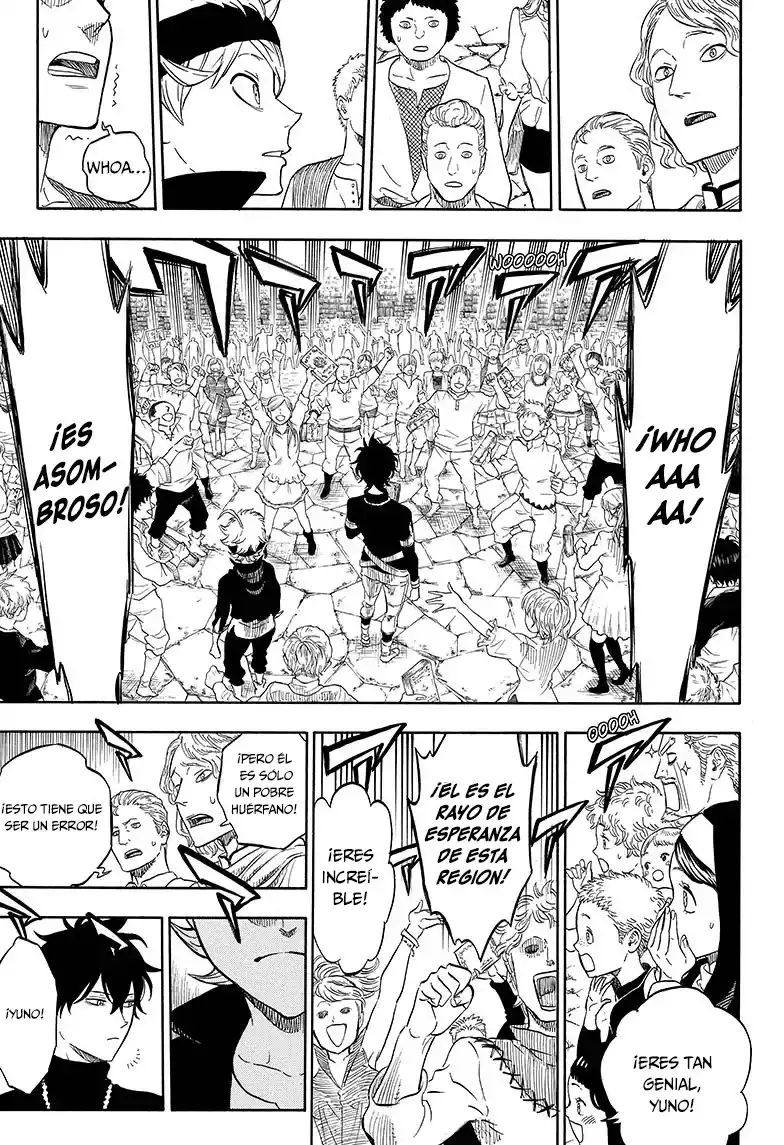 WHOA...
WOOOOOH
¡WHO
AAA
AA!
¡ES
ASOM-
BROSO!
OOOOH
¡ERES TAN
GENIAL,
YUNO!
¡EL ES EL
RAYO DE
ESPERANZA
DE ESTA
REGION!
¡ERES
INCREÍ-
BLE!
¡PERO ÉL
ES SÓLO
UN POBRE
HUÉRFANO!
¡ESTO TIENE QUE
SER UN ERROR!
¡YUNO!